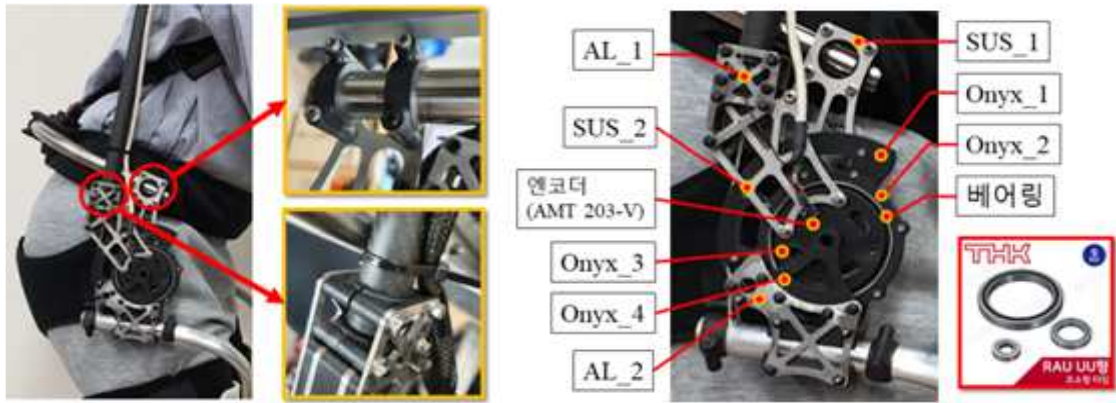 AL_1
SUS_2
엔코더
(AMT 203-V)
Onyx_3
Onyx_4
AL_2
SUS_1
Onyx_1
Onyx_2
베어링
THK
RAU UU형